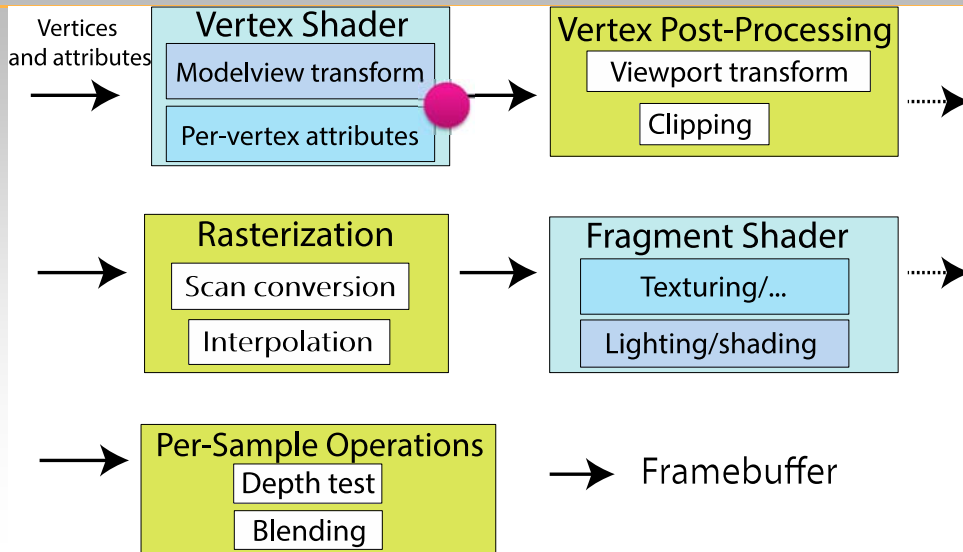 Vertices
and attributes
Vertex Shader
Modelview transform
Per-vertex attributes
Vertex Post-Processing
Viewport transform
Clipping
Rasterization
Scan conversion
Interpolation
Fragment Shader
Texturing/...
Lighting/shading
Per-Sample Operations
Depth test
Blending
Framebuffer